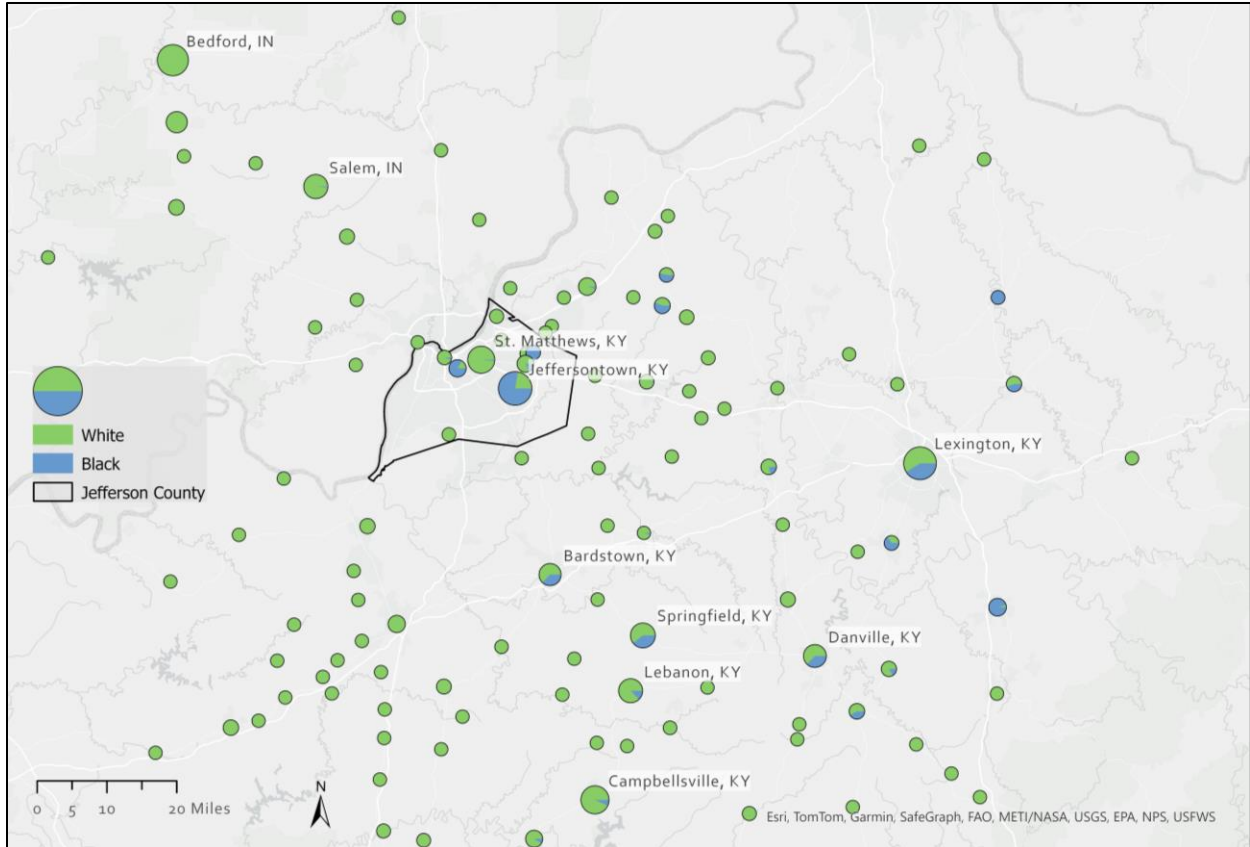 Bedford, IN
Salem, IN
St. Matthews, KY
Jeffersontown, KY
White
Black
Jefferson County
Lexington, KY
Bardstown, KY
Springfield, KY
Danville, KY
Lebanon, KY
Campbellsville, KY
N
0 5 10 20 Miles
Esri, TomTom, Garmin, SafeGraph, FAO, METI/NASA, USGS, EPA, NPS, USFWS